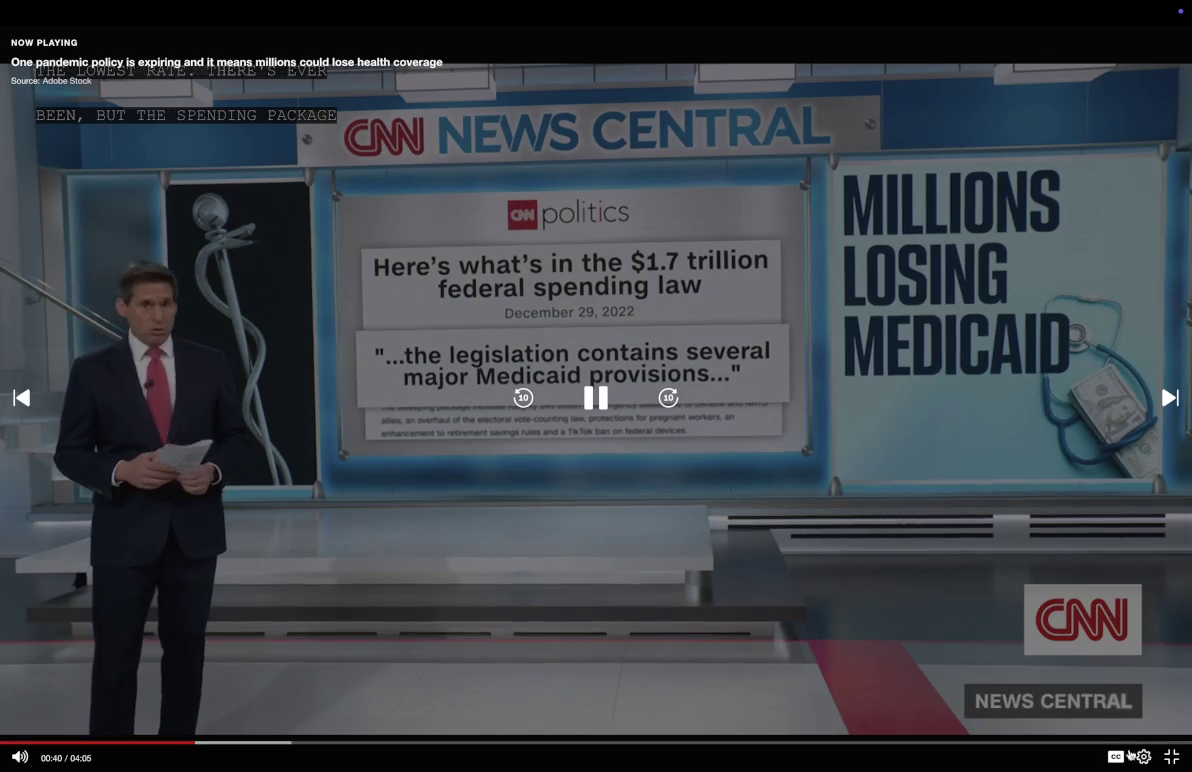 NOW PLAYING
One pandemic policy is expiring and it means millions could lose health coverage
THE LOWEST RATE. THERE'S EVER
Source: Adobe Stock
BEEN, BUT THE SPENDING PACKAGE
CNN NEWS CENTRAL
CNN politics
Here's what's in the $1.7 trillion
federal spending law
December 29, 2022
"...the legislation contains several
major Medicaid provisions..."
allies, an overhaul of the electoral vote-counting law, protections for pregnant workers, an
enhancement to retirement savings rules and a TikTok ban on federal devices.
MILLIONS
LOSING
MEDICAID
10
10
CNN
NEWS CENTRAL
00:40 / 04:05
CC